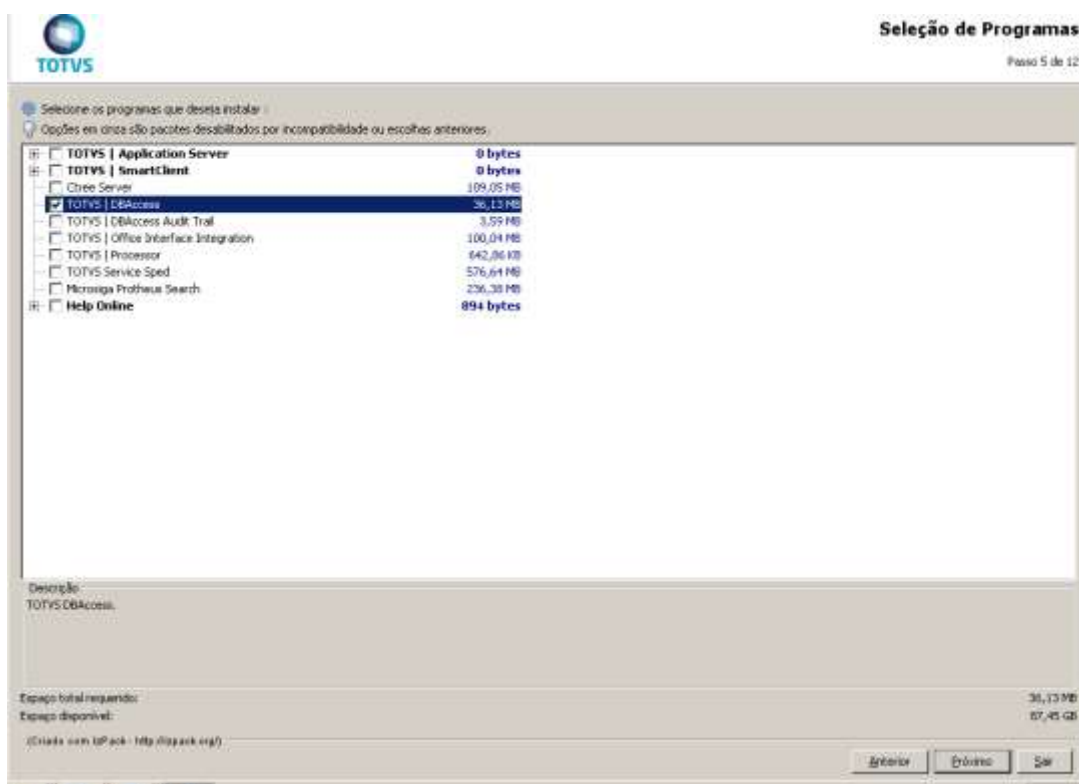 TOTVS
Seleção de Programas
Passo 5 de 12
Selecione os programas que deseja instalar :
Opções em cinza são pacotes desabilitados por incompatibilidade ou escolhas anteriores.
TOTVS | Application Server 0 bytes
TOTVS | SmartClient 0 bytes
Ctree Server 109,05 MB
TOTVS | DBAccess 36,13 MB
TOTVS | DBAccess Audit Trail 3,59 MB
TOTVS | Office Interface Integration 100,04 MB
TOTVS | Processor 642,86 KB
TOTVS Service Sped 576,64 MB
Microsiga Protheus Search 236,38 MB
Help Online 894 bytes
Descrição
TOTVS DBAccess.
Espaço total requerido: 36,13 MB
Espaço disponível: 87,45 GB
(Criado com IzPack - http://izpack.org/)
Anterior Próximo Sair